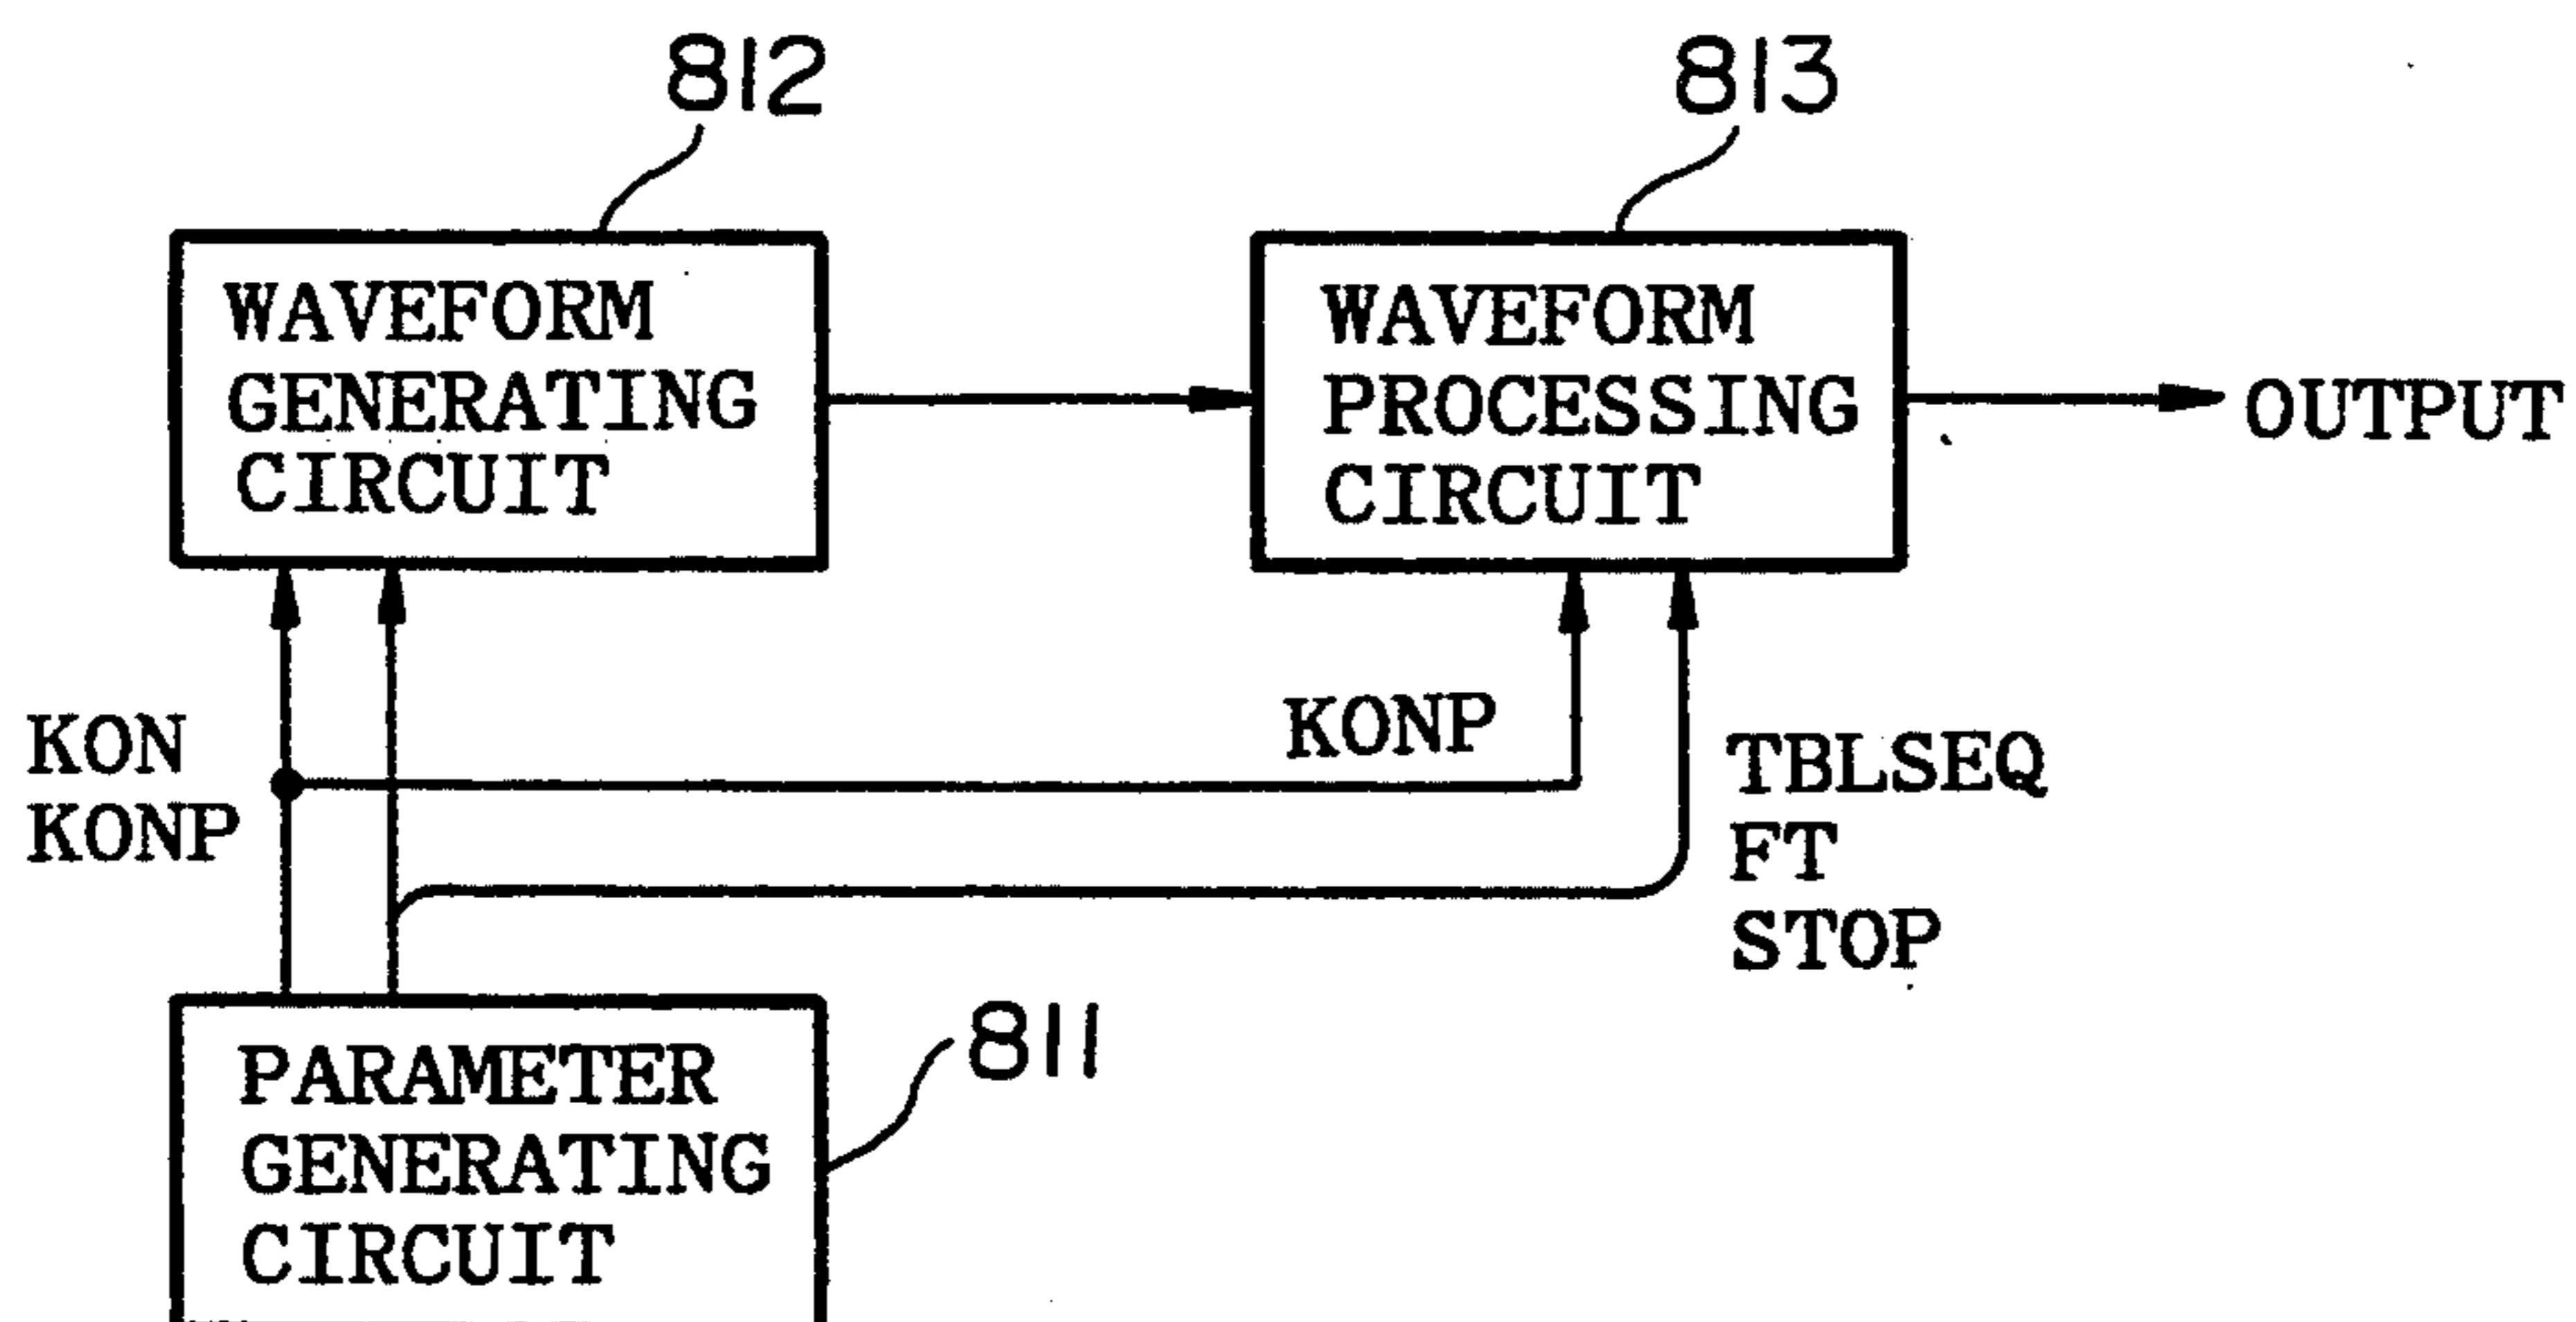 812
813
WAVEFORM
GENERATING
CIRCUIT
WAVEFORM
PROCESSING
CIRCUIT
OUTPUT
KON
KONP
KONP
TBLSEQ
FT
STOP
811
PARAMETER
GENERATING
CIRCUIT